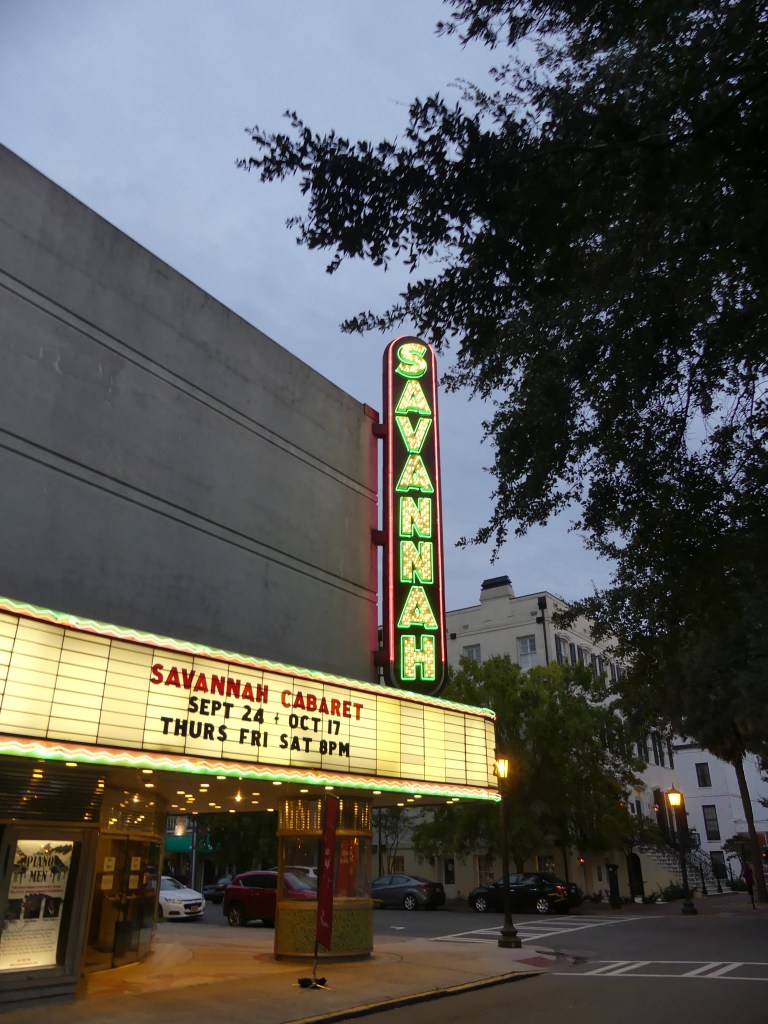 SAVANNAH
SAVANNAH CABARET
SEPT 24 + OCT 17
THURS FRI SAT 8PM
PIANO
MEN